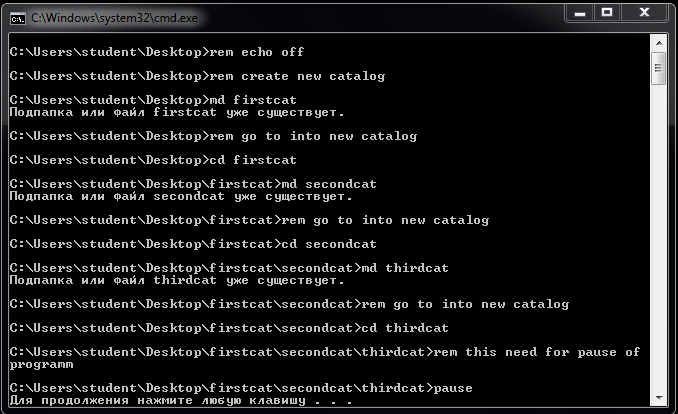 C:\Windows\system32\cmd.exe
C:\Users\student\Desktop>rem echo off
C:\Users\student\Desktop>rem create new catalog
C:\Users\student\Desktop>md firstcat
Подпапка или файл firstcat уже существует.
C:\Users\student\Desktop>rem go to into new catalog
C:\Users\student\Desktop>cd firstcat
C:\Users\student\Desktop\firstcat>md secondcat
Подпапка или файл secondcat уже существует.
C:\Users\student\Desktop\firstcat>rem go to into new catalog
C:\Users\student\Desktop\firstcat>cd secondcat
C:\Users\student\Desktop\firstcat\secondcat>md thirdcat
Подпапка или файл thirdcat уже существует.
C:\Users\student\Desktop\firstcat\secondcat>rem go to into new catalog
C:\Users\student\Desktop\firstcat\secondcat>cd thirdcat
C:\Users\student\Desktop\firstcat\secondcat\thirdcat>rem this need for pause of
programm
C:\Users\student\Desktop\firstcat\secondcat\thirdcat>pause
Для продолжения нажмите любую клавишу . . .